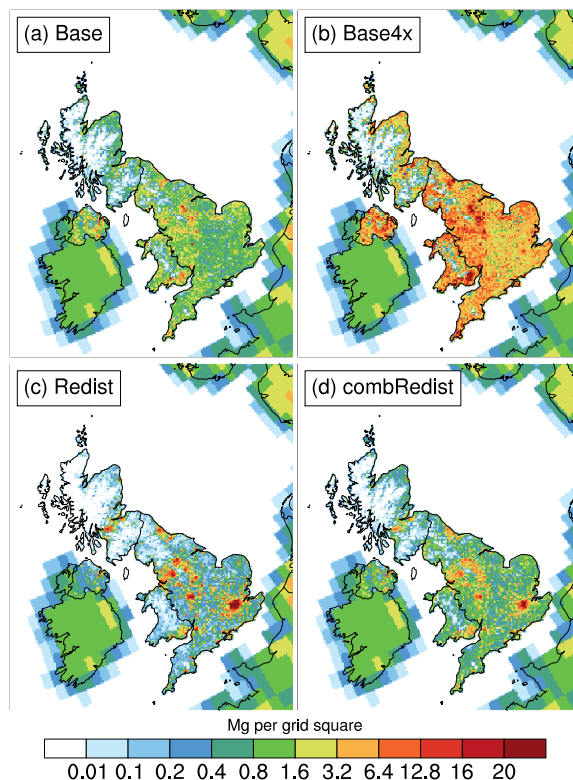 (a) Base
(b) Base4x
(c) Redist
(d) combRedist
Mg per grid square
0.01 0.1 0.2 0.4 0.8 1.6 3.2 6.4 12.8 16 20